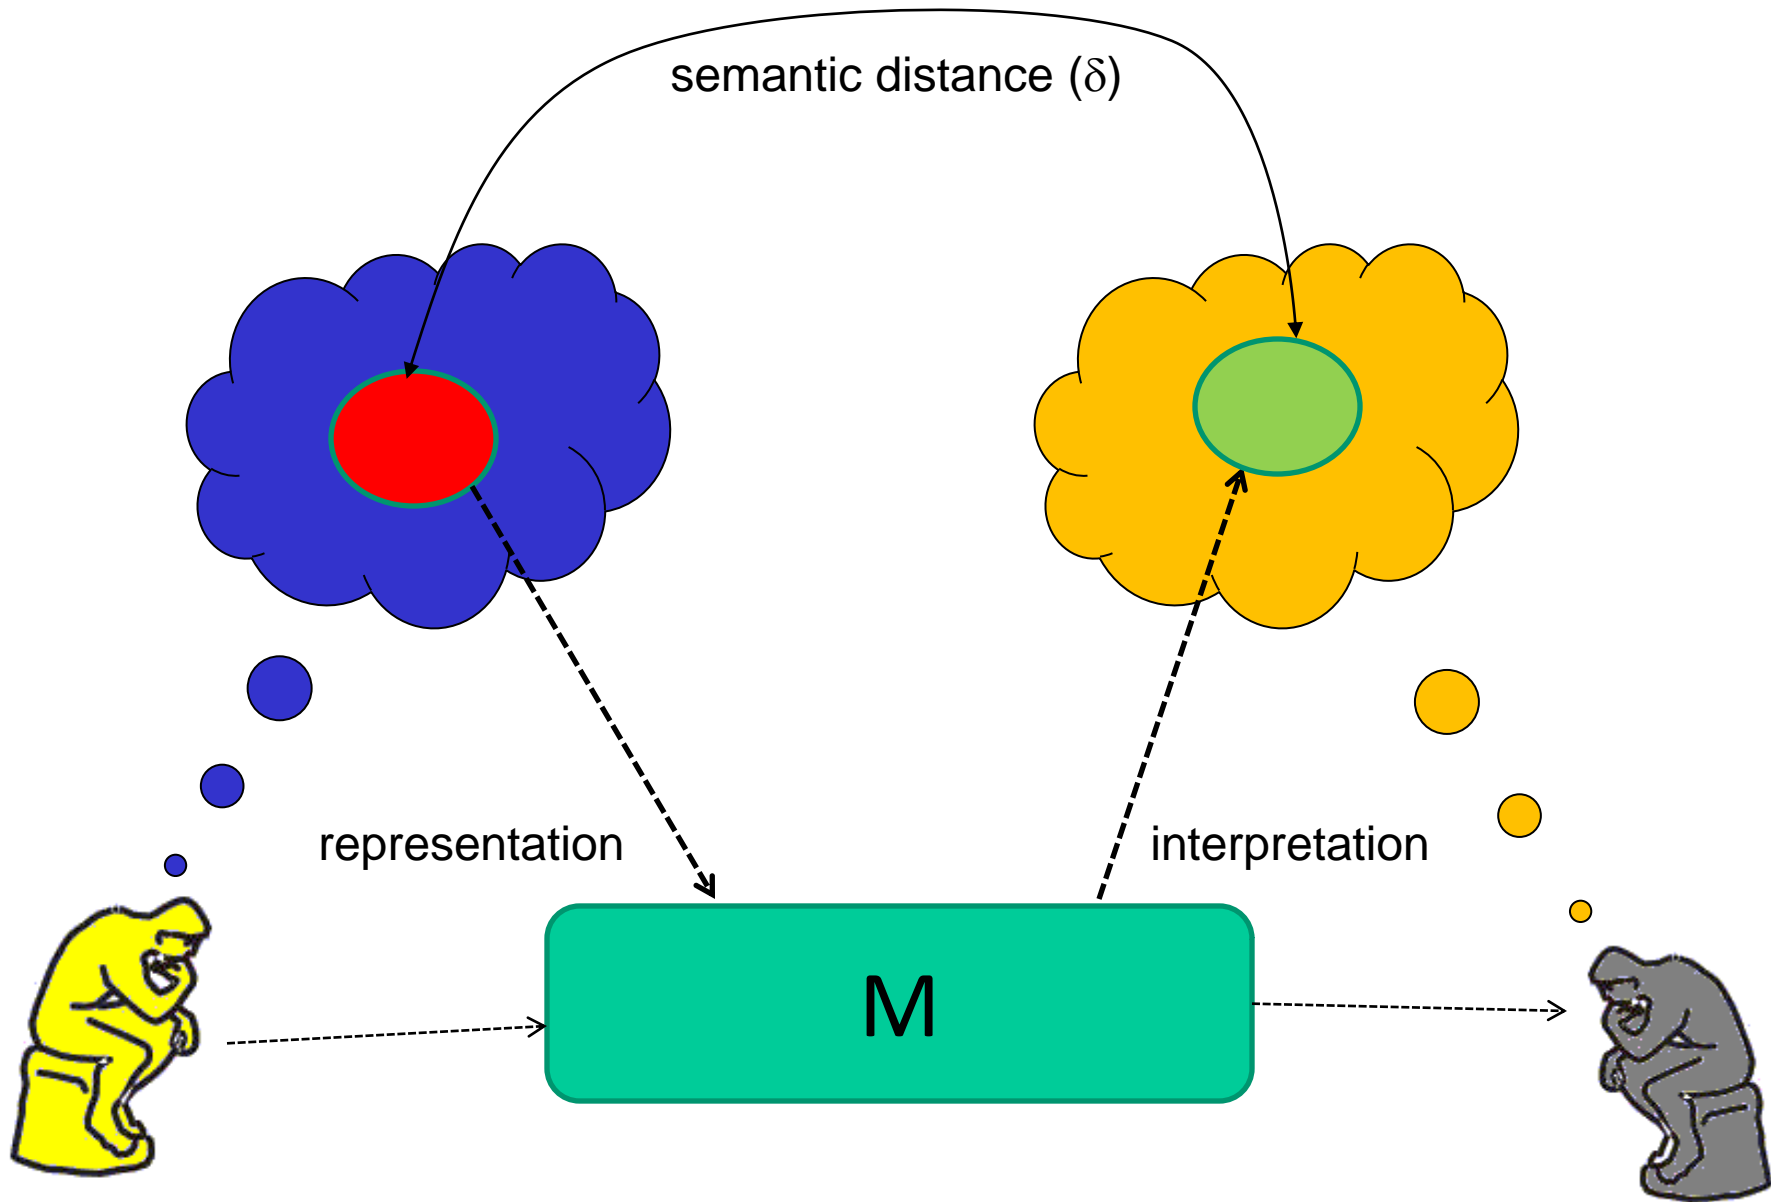 semantic distance (δ)
representation
interpretation
M